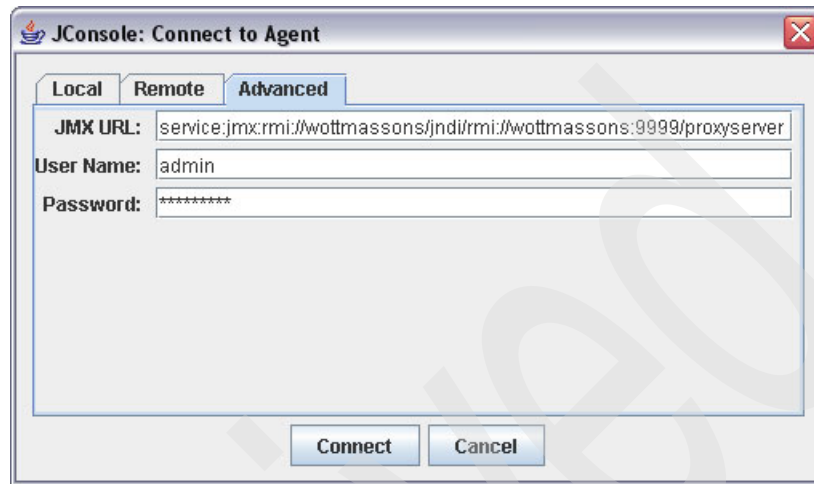 JConsole: Connect to Agent
Local Remote Advanced
JMX URL: service:jmx:rmi://wottmassons/jndi/rmi://wottmassons:9999/proxyserver
User Name: admin
Password: *********
Connect Cancel